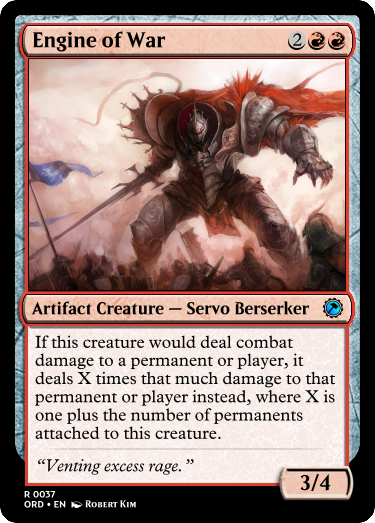 Engine of War 2
Artifact Creature — Servo Berserker
If this creature would deal combat
damage to a permanent or player, it
deals X times that much damage to that
permanent or player instead, where X is
one plus the number of permanents
attached to this creature.
“Venting excess rage.”
3/4
R 0037
ORD • EN Robert Kim